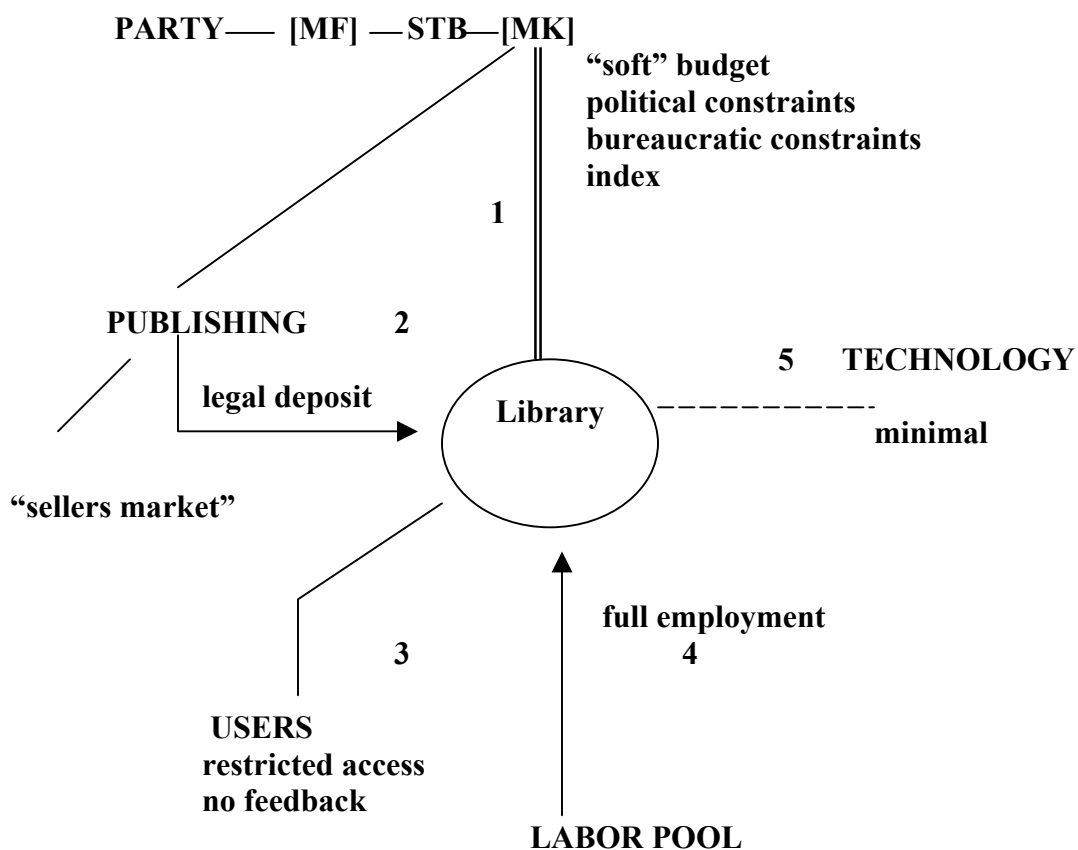 PARTY— [MF] —STB—[MK]
“soft” budget
political constraints
bureaucratic constraints
index
1
PUBLISHING
2
5
TECHNOLOGY
legal deposit
Library
minimal
“sellers market”
full employment
4
3
USERS
restricted access
no feedback
LABOR POOL